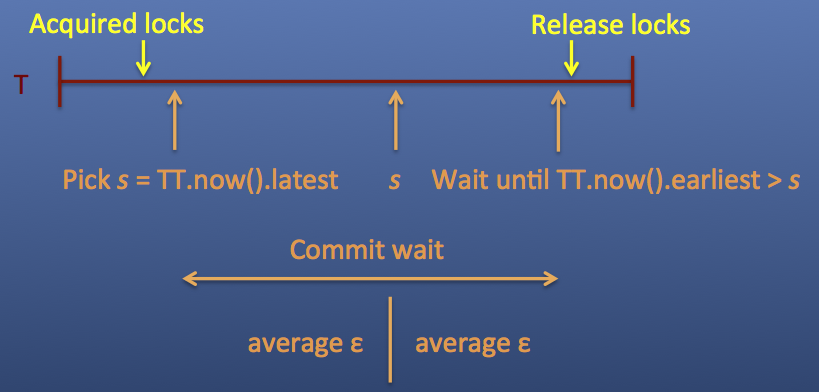 Acquired locks
Release locks
T
Pick s = TT.now().latest
s
Wait until TT.now().earliest > s
Commit wait
average ε
average ε